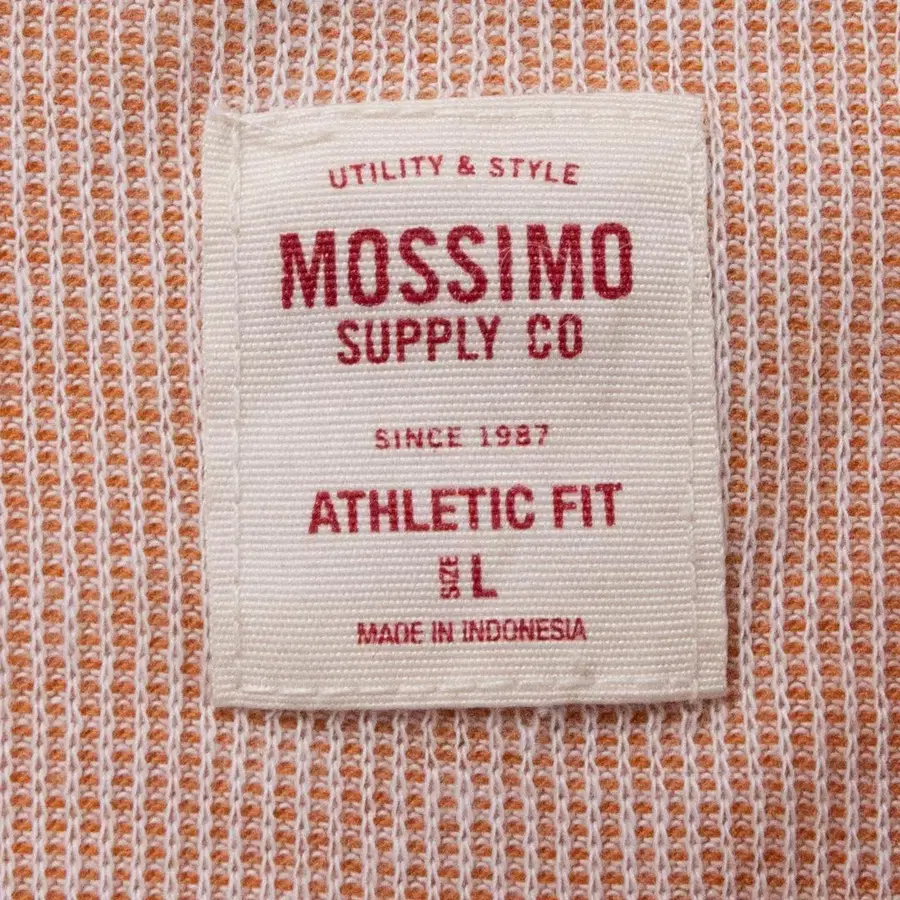 UTILITY & STYLE
MOSSIMO
SUPPLY CO
SINCE 1987
ATHLETIC FIT
SIZE L
MADE IN INDONESIA